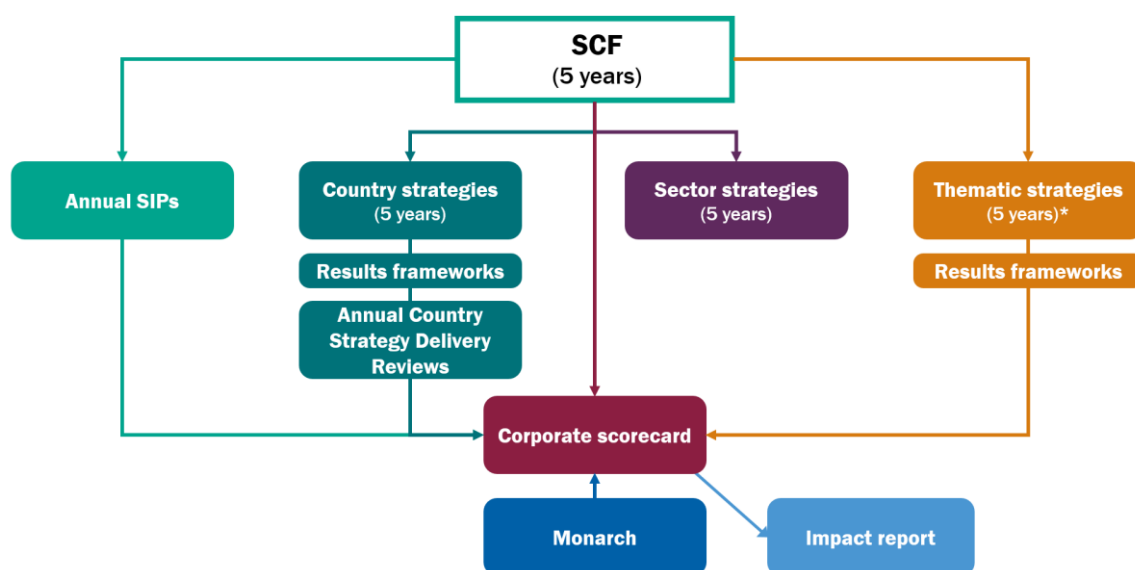 SCF
(5 years)
Annual SIPs
Country strategies
(5 years)
Sector strategies
(5 years)
Thematic strategies
(5 years)*
Results frameworks
Results frameworks
Annual Country
Strategy Delivery
Reviews
Corporate scorecard
Monarch
Impact report